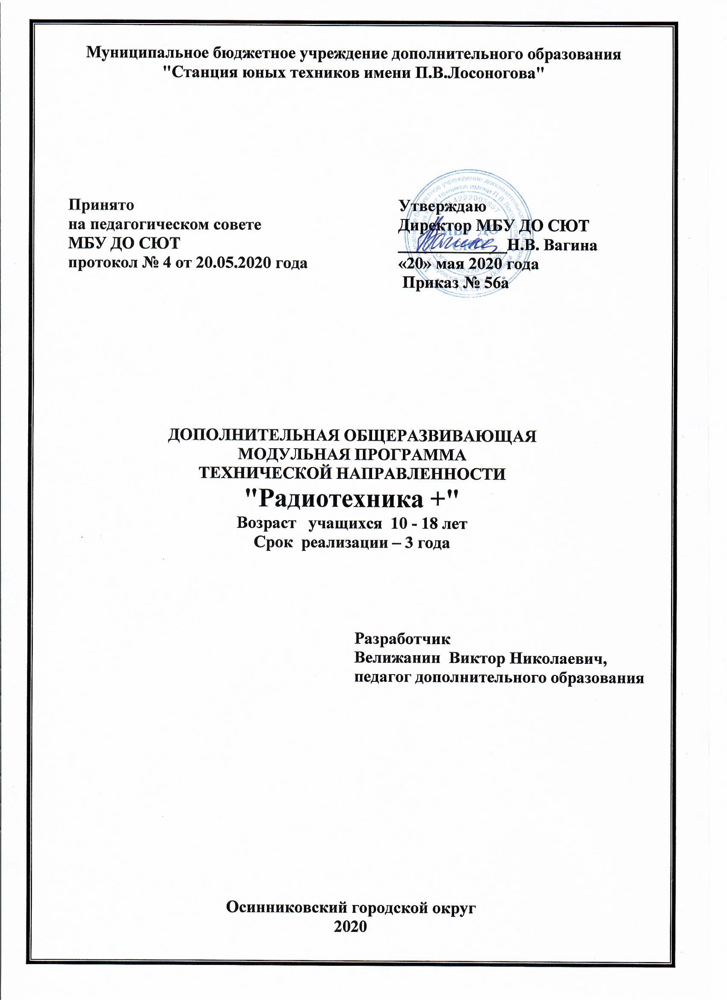 Муниципальное бюджетное учреждение дополнительного образования
"Станция юных техников имени П.В.Лосоногова"
Принято
на педагогическом совете
МБУ ДО СЮТ
протокол № 4 от 20.05.2020 года
Утверждаю
Директор МБУ ДО СЮТ
Н.В. Вагина
«20» мая 2020 года
Приказ № 56а
МБУ ДО
СЮТ
ДОПОЛНИТЕЛЬНАЯ ОБЩЕРАЗВИВАЮЩАЯ
МОДУЛЬНАЯ ПРОГРАММА
ТЕХНИЧЕСКОЙ НАПРАВЛЕННОСТИ
"Радиотехника +"
Возраст учащихся 10 - 18 лет
Срок реализации – 3 года
Разработчик
Велижанин Виктор Николаевич,
педагог дополнительного образования
Осинниковский городской округ
2020